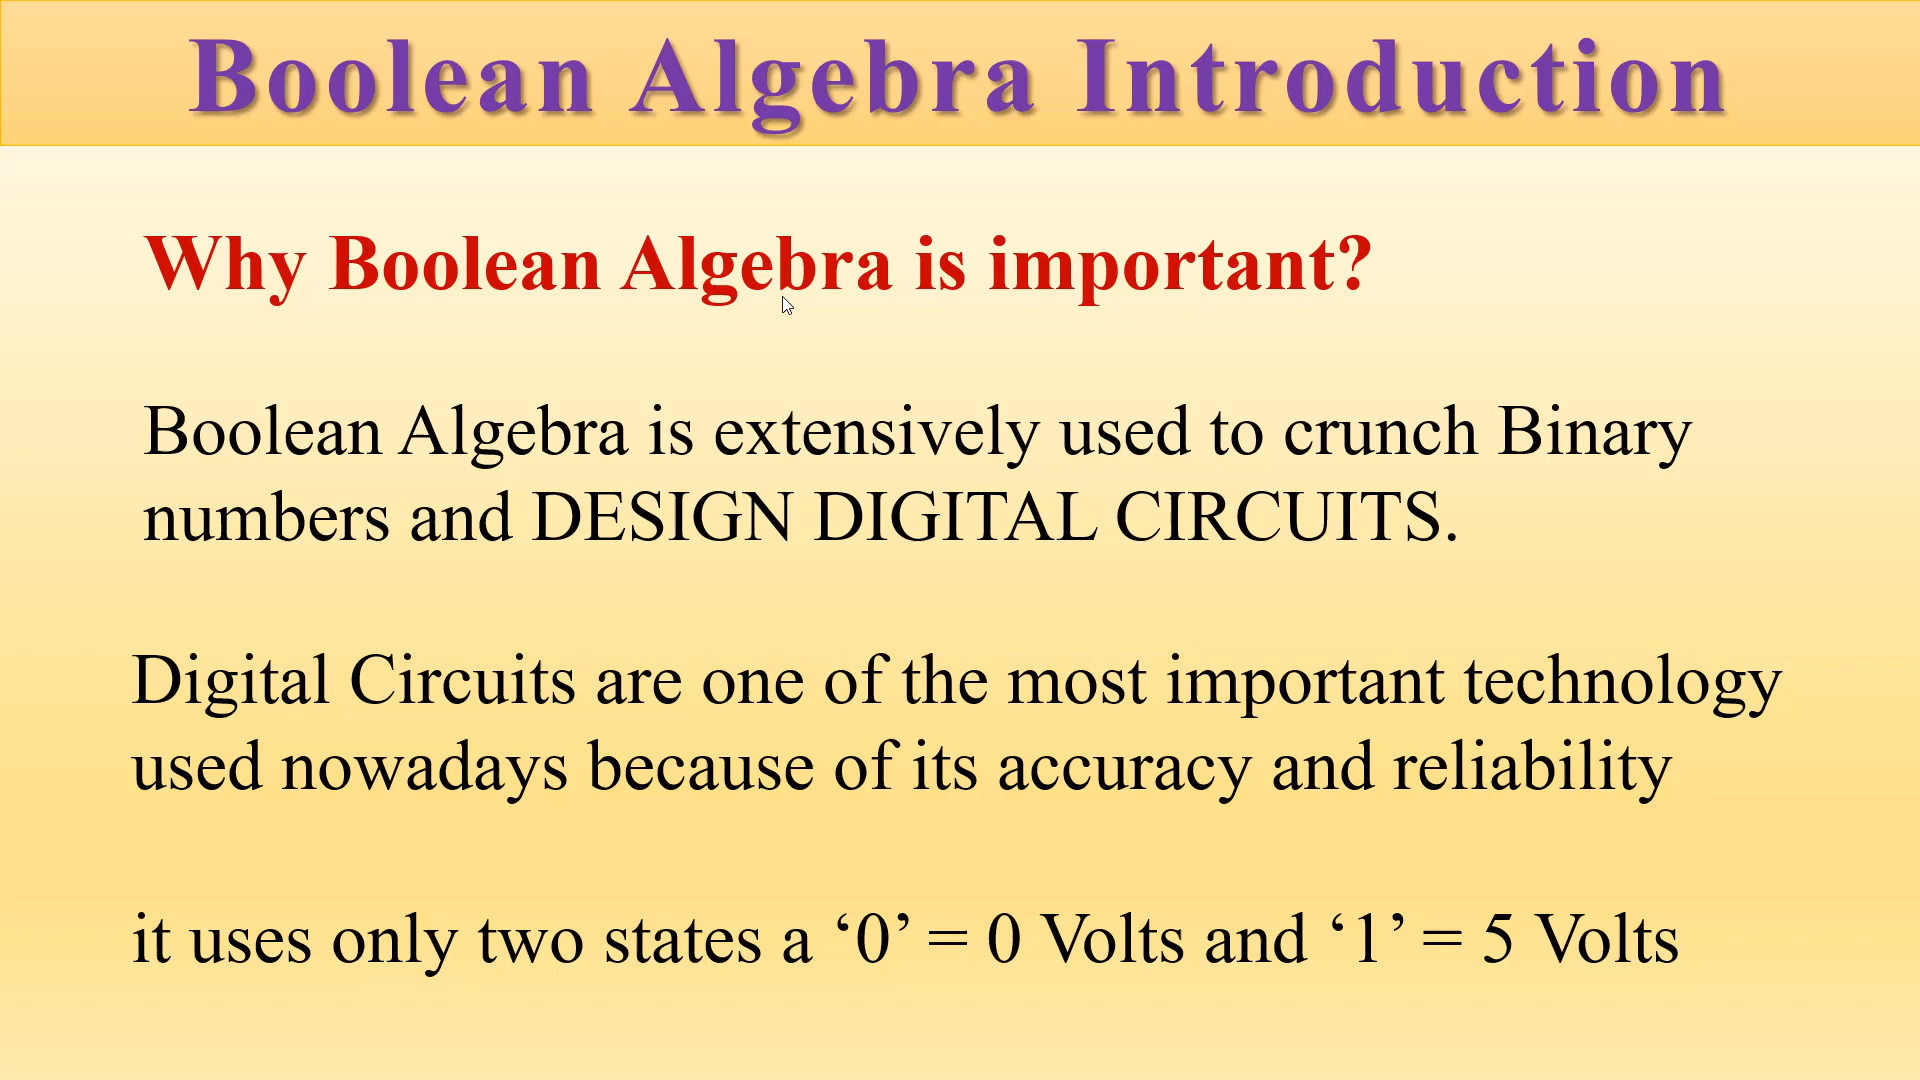 Boolean Algebra Introduction
Why Boolean Algebra is important?
Boolean Algebra is extensively used to crunch Binary
numbers and DESIGN DIGITAL CIRCUITS.
Digital Circuits are one of the most important technology
used nowadays because of its accuracy and reliability
it uses only two states a ‘0’ = 0 Volts and ‘1’ = 5 Volts